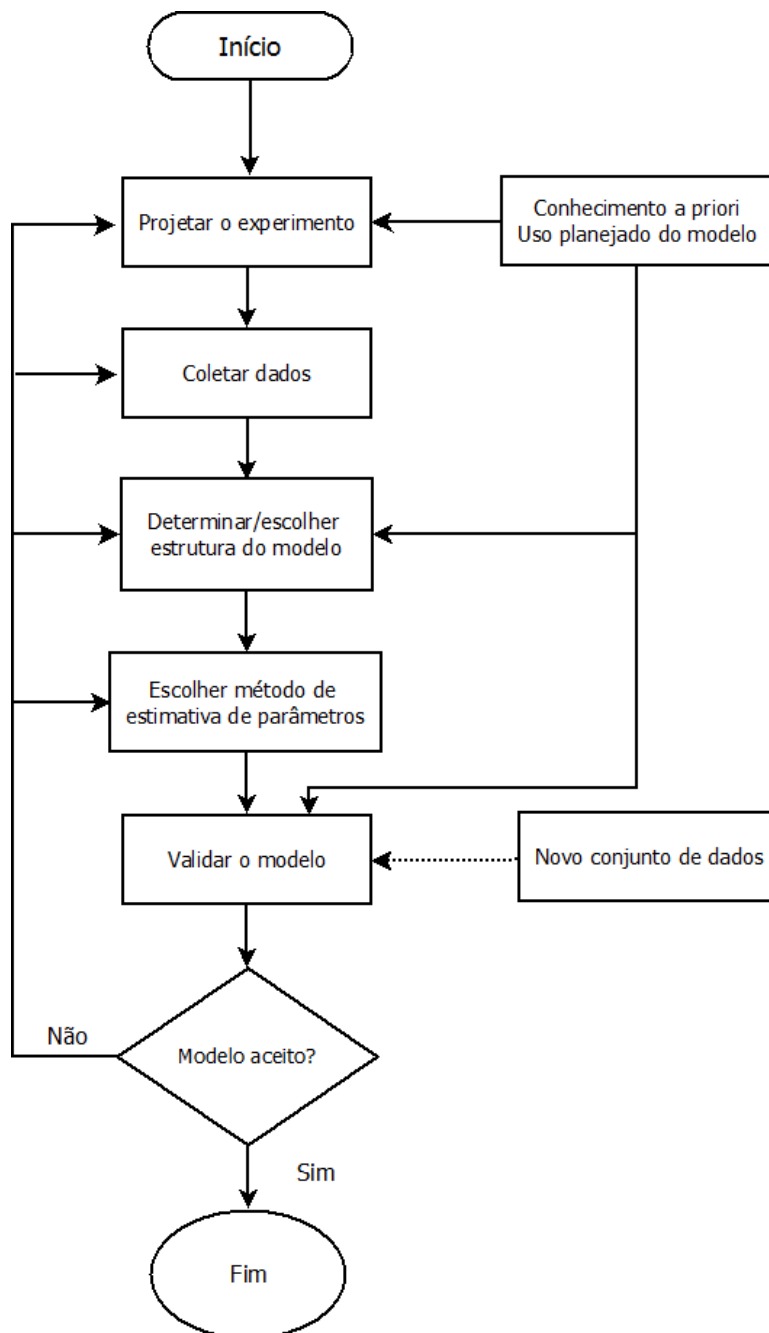 Início
Projetar o experimento
Conhecimento a priori
Uso planejado do modelo
Coletar dados
Determinar/escolher
estrutura do modelo
Escolher método de
estimativa de parâmetros
Validar o modelo
Novo conjunto de dados
Não
Modelo aceito?
Sim
Fim